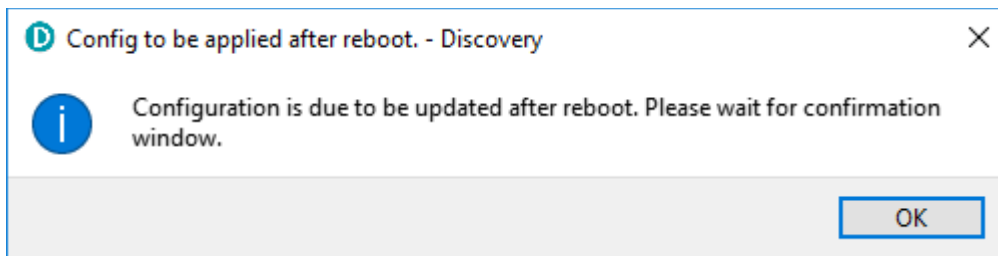 Config to be applied after reboot. - Discovery
Configuration is due to be updated after reboot. Please wait for confirmation
window.
OK